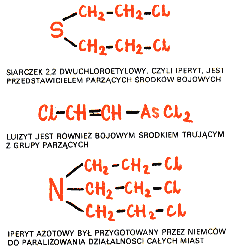 CH₂-CH₂-Cl
S
CH₂-CH₂-Cl
SIARCZEK 2,2 DWUCHLOROETYLOWY, CZYLI IPERYT, JEST
PRZEDSTAWICIELEM PARZĄCYCH ŚRODKÓW BOJOWYCH
Cl-CH=CH-AsCl₂
LUIZYT JEST RÓWNIEŻ BOJOWYM ŚRODKIEM TRUJĄCYM
Z GRUPY PARZĄCYCH
CH₂-CH₂-Cl
N CH₂-CH₂-Cl
CH₂-CH₂-Cl
IPERYT AZOTOWY BYŁ PRZYGOTOWANY PRZEZ NIEMCÓW
DO PARALIZOWANIA DZIAŁALNOŚCI CAŁYCH MIAST